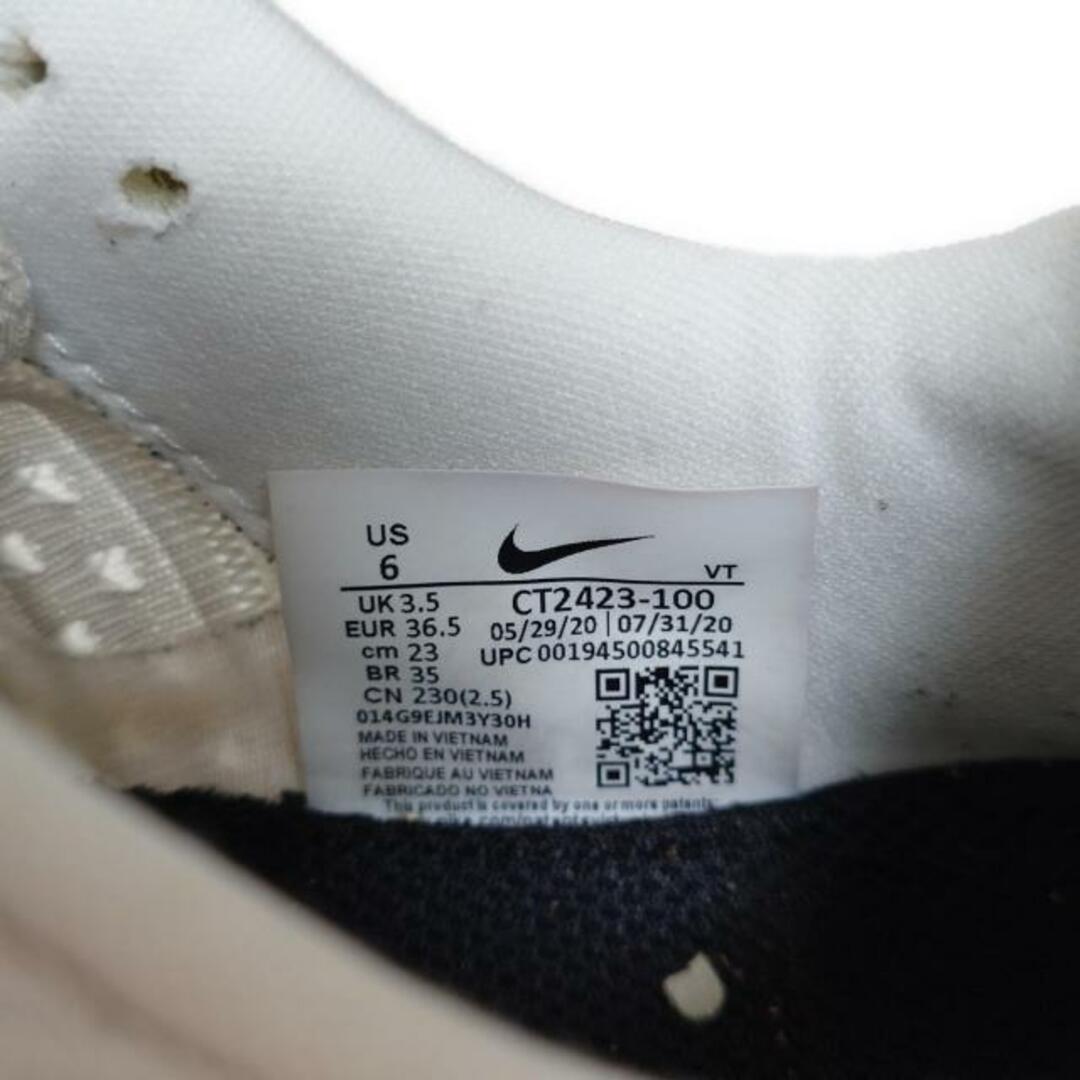 US
6
VT
UK 3.5
CT2423-100
EUR 36.5
05/29/20 | 07/31/20
cm 23
UPC 00194500845541
BR 35
CN 230(2.5)
014G9EJM3Y30H
MADE IN VIETNAM
HECHO EN VIETNAM
FABRIQUE AU VIETNAM
FABRICADO NO VIETNA
This product is covered by one or more patents